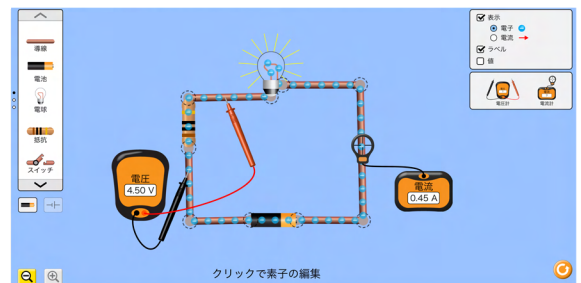 導線
電池
電球
抵抗
スイッチ
電圧
4.50 V
電流
0.45 A
クリックで素子の編集
表示
電子
電流
ラベル
値
電圧計
電流計